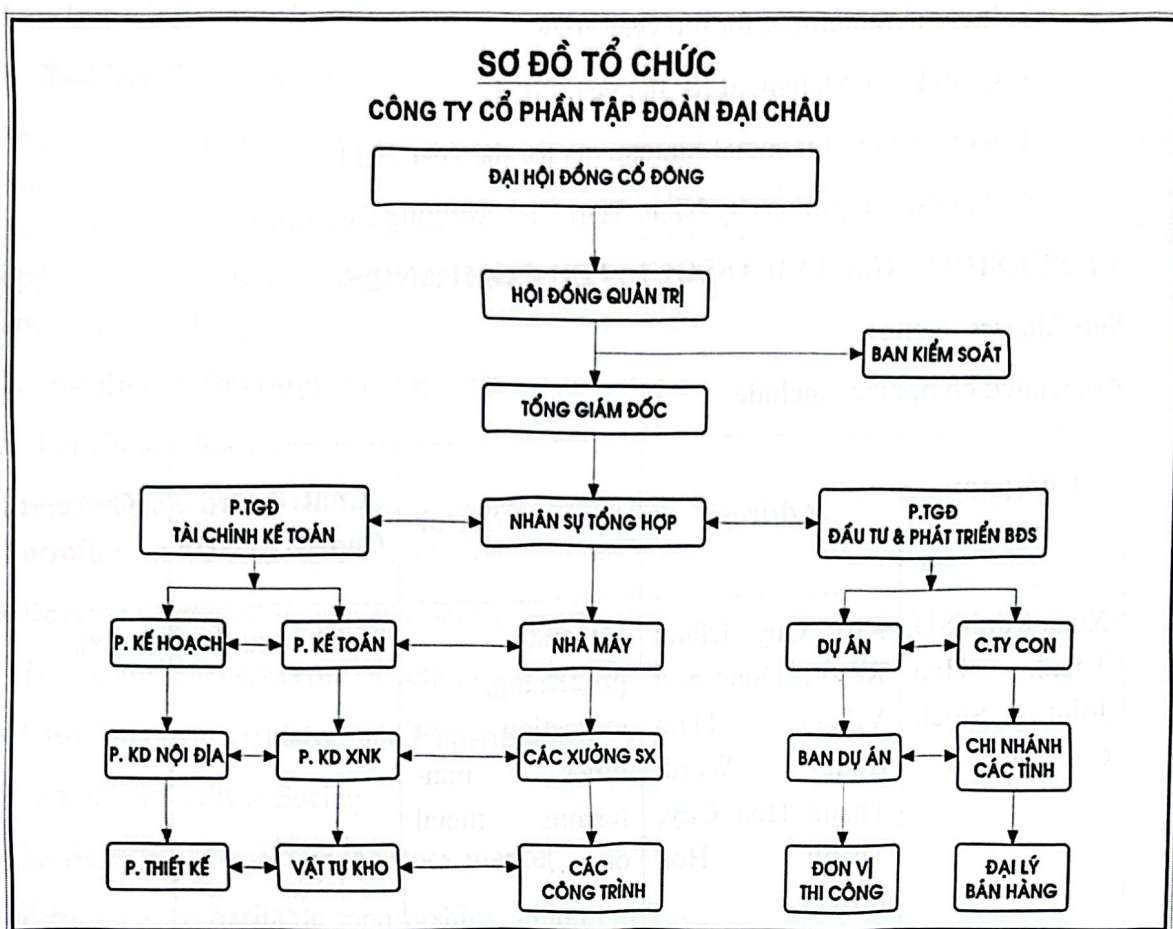 SƠ ĐỒ TỔ CHỨC
CÔNG TY CỔ PHẦN TẬP ĐOÀN ĐẠI CHÂU
ĐẠI HỘI ĐỒNG CỔ ĐÔNG
HỘI ĐỒNG QUẢN TRỊ
BAN KIỂM SOÁT
TỔNG GIÁM ĐỐC
P.TGĐ
TÀI CHÍNH KẾ TOÁN
NHÂN SỰ TỔNG HỢP
P.TGĐ
ĐẦU TƯ & PHÁT TRIỂN BĐS
P. KẾ HOẠCH
P. KẾ TOÁN
NHÀ MÁY
DỰ ÁN
C.TY CON
P. KD NỘI ĐỊA
P. KD XNK
CÁC XƯỞNG SX
BAN DỰ ÁN
CHI NHÁNH
CÁC TỈNH
P. THIẾT KẾ
VẬT TƯ KHO
CÁC
CÔNG TRÌNH
ĐƠN VỊ
THI CÔNG
ĐẠI LÝ
BÁN HÀNG